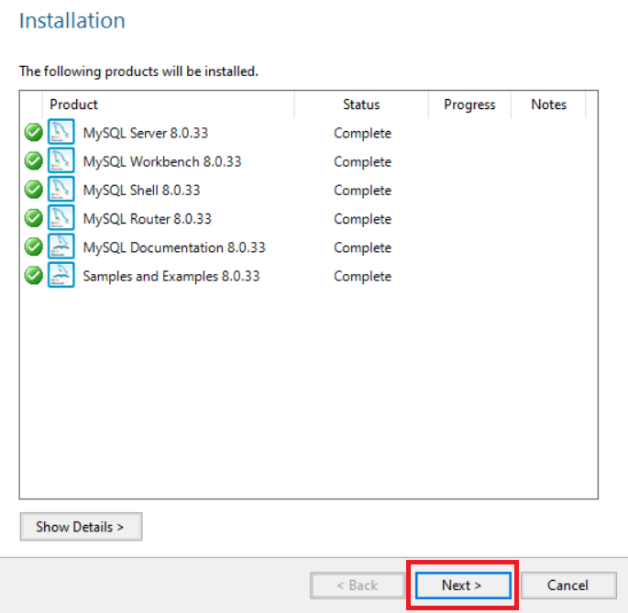 Installation
The following products will be installed.
Product Status Progress Notes
MySQL Server 8.0.33 Complete
MySQL Workbench 8.0.33 Complete
MySQL Shell 8.0.33 Complete
MySQL Router 8.0.33 Complete
MySQL Documentation 8.0.33 Complete
Samples and Examples 8.0.33 Complete
Show Details >
< Back Next > Cancel